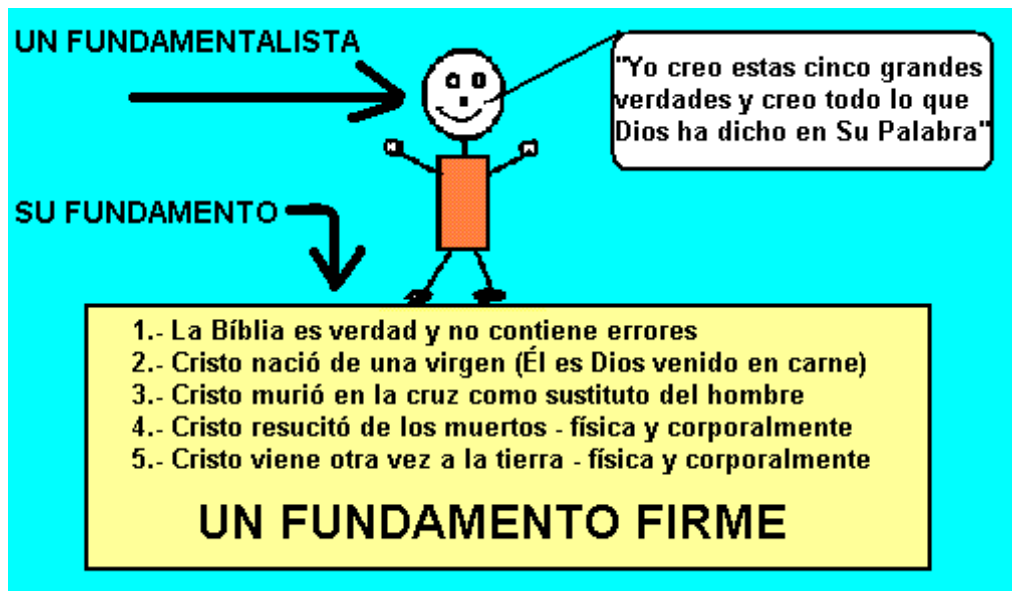 UN FUNDAMENTALISTA
"Yo creo estas cinco grandes
verdades y creo todo lo que
Dios ha dicho en Su Palabra"
SU FUNDAMENTO
1.- La Bíblia es verdad y no contiene errores
2.- Cristo nació de una virgen (Él es Dios venido en carne)
3.- Cristo murió en la cruz como sustituto del hombre
4.- Cristo resucitó de los muertos - física y corporalmente
5.- Cristo viene otra vez a la tierra - física y corporalmente
UN FUNDAMENTO FIRME